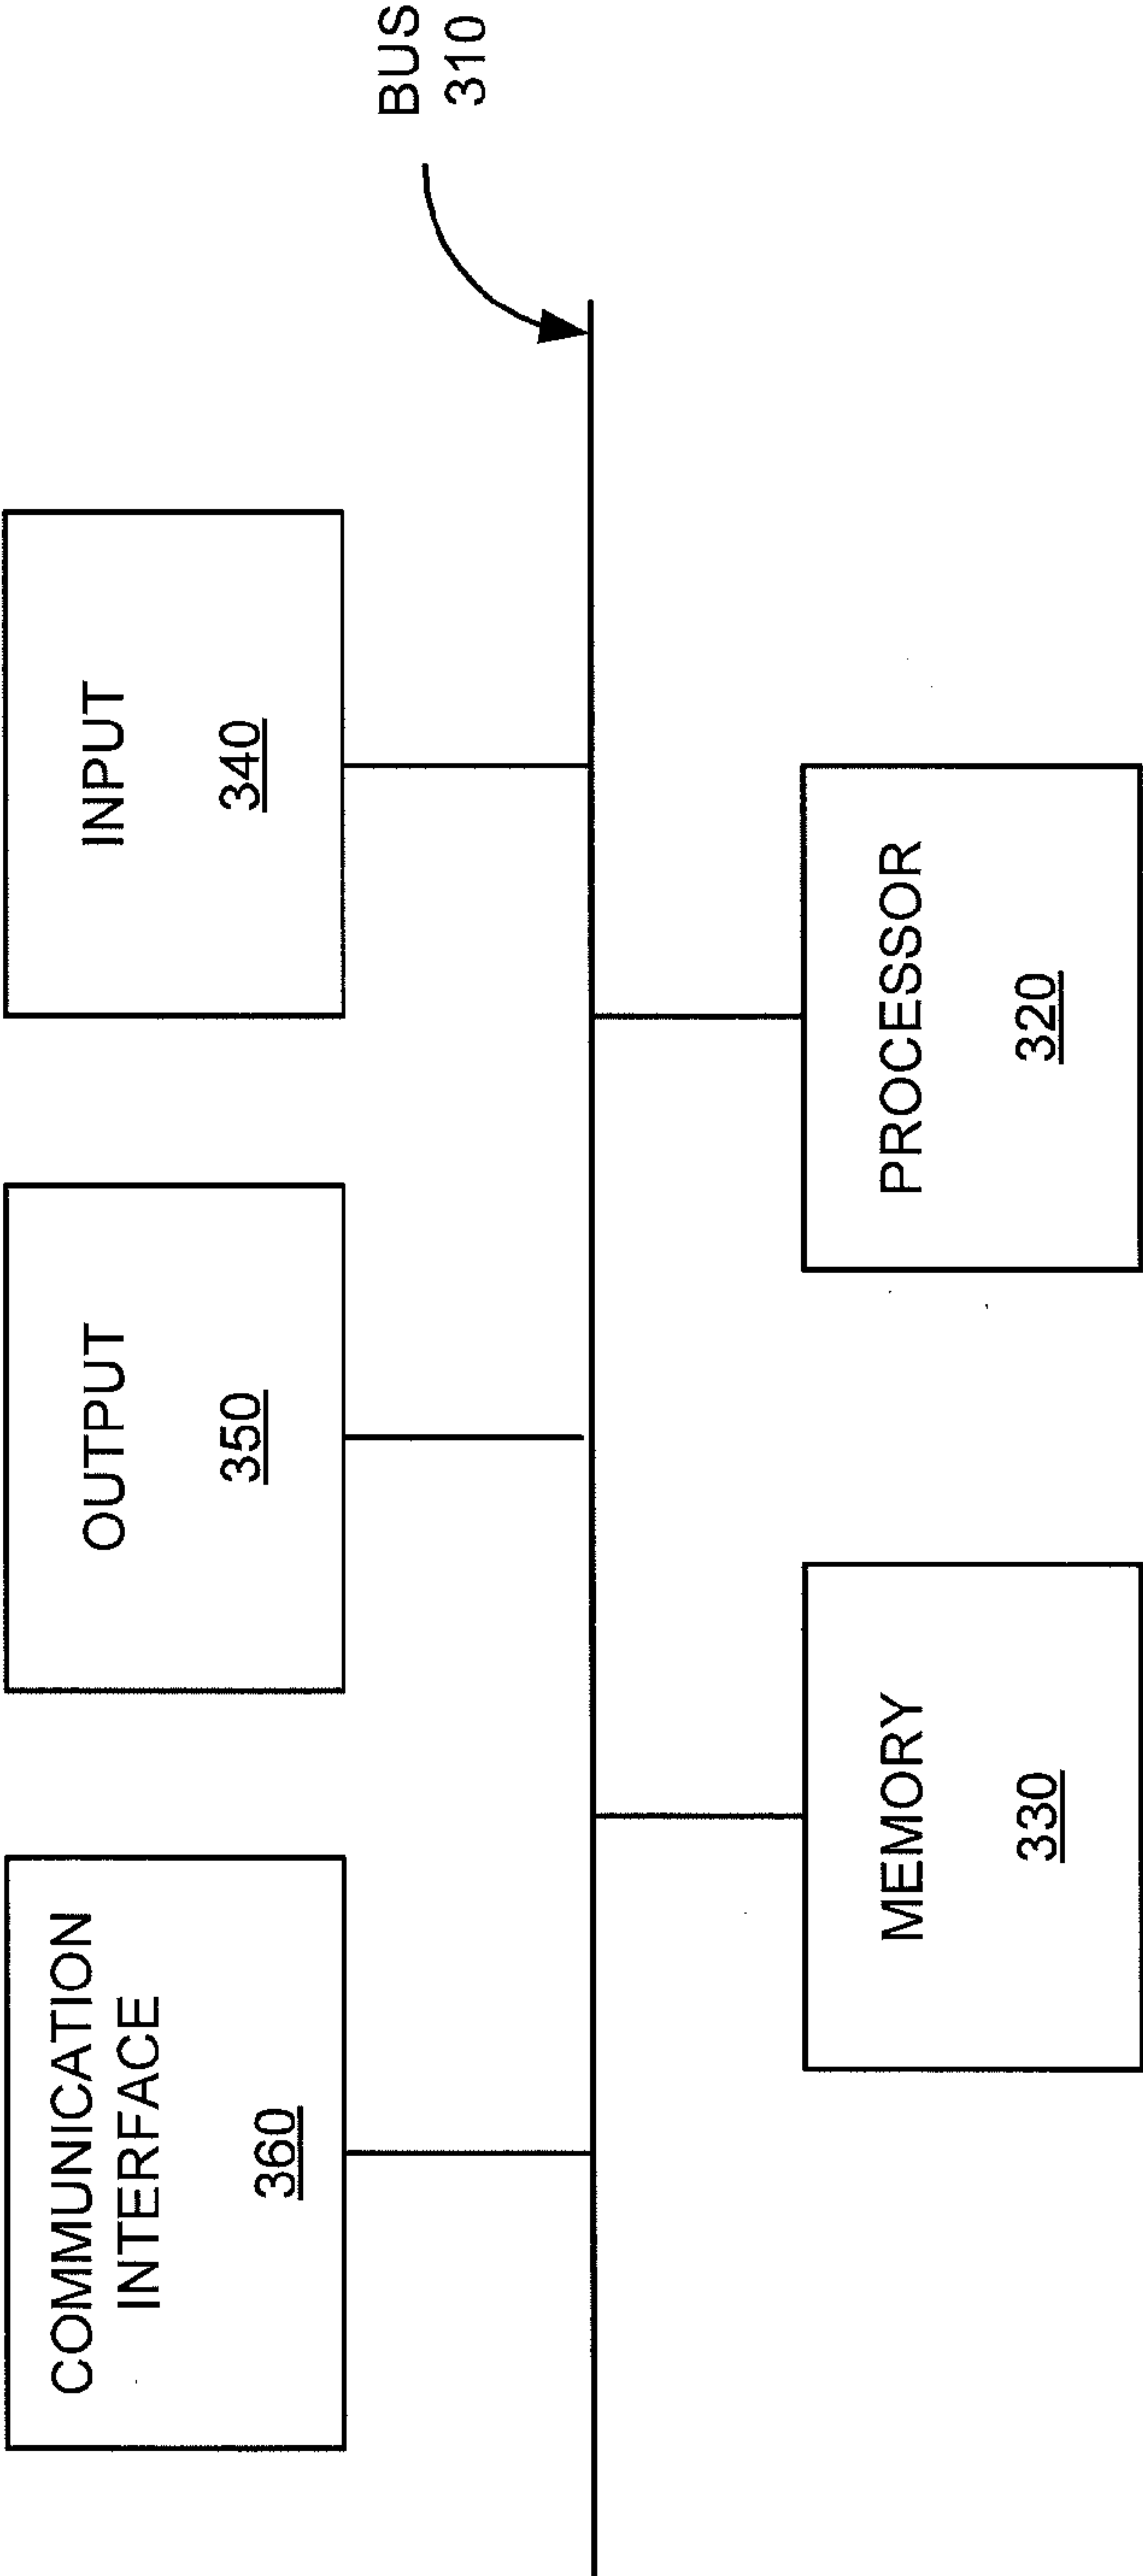 COMMUNICATION
INTERFACE
360
OUTPUT
350
INPUT
340
BUS
310
MEMORY
330
PROCESSOR
320